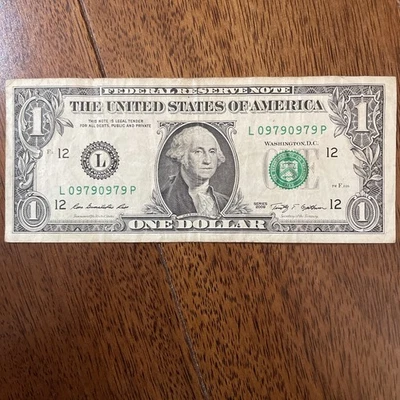 FEDERAL RESERVE NOTE
THE UNITED STATES OF AMERICA
1
1
THIS NOTE IS LEGAL TENDER
FOR ALL DEBTS, PUBLIC AND PRIVATE
L 09790979 P
WASHINGTON, D.C.
12
L
12
L 09790979 P
12
SERIES
2009
12
1
ONE DOLLAR
1